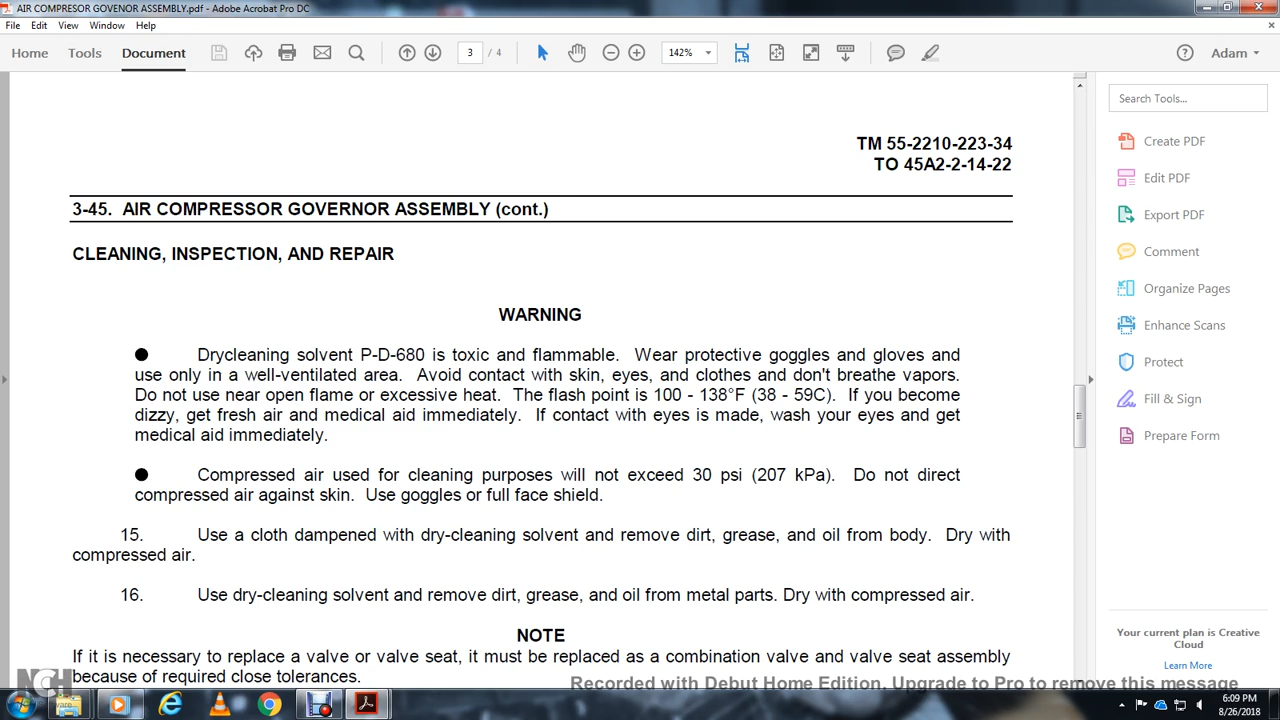 AIR COMPRESOR GOVENOR ASSEMBLY.pdf - Adobe Acrobat Pro DC
File Edit View Window Help
Home Tools Document 3 / 4 142% Adam
Search Tools...
Create PDF
Edit PDF
Export PDF
Comment
Organize Pages
Enhance Scans
Protect
Fill & Sign
Prepare Form
Your current plan is Creative
Cloud
Learn More
TM 55-2210-223-34
TO 45A2-2-14-22
3-45. AIR COMPRESSOR GOVERNOR ASSEMBLY (cont.)
CLEANING, INSPECTION, AND REPAIR
WARNING
● Drycleaning solvent P-D-680 is toxic and flammable. Wear protective goggles and gloves and
use only in a well-ventilated area. Avoid contact with skin, eyes, and clothes and don't breathe vapors.
Do not use near open flame or excessive heat. The flash point is 100 - 138°F (38 - 59C). If you become
dizzy, get fresh air and medical aid immediately. If contact with eyes is made, wash your eyes and get
medical aid immediately.
● Compressed air used for cleaning purposes will not exceed 30 psi (207 kPa). Do not direct
compressed air against skin. Use goggles or full face shield.
15. Use a cloth dampened with dry-cleaning solvent and remove dirt, grease, and oil from body. Dry with
compressed air.
16. Use dry-cleaning solvent and remove dirt, grease, and oil from metal parts. Dry with compressed air.
NOTE
If it is necessary to replace a valve or valve seat, it must be replaced as a combination valve and valve seat assembly
because of required close tolerances.
NCH
Recorded with Debut Home Edition. Upgrade to Pro to remove this message
6:09 PM
8/26/2018